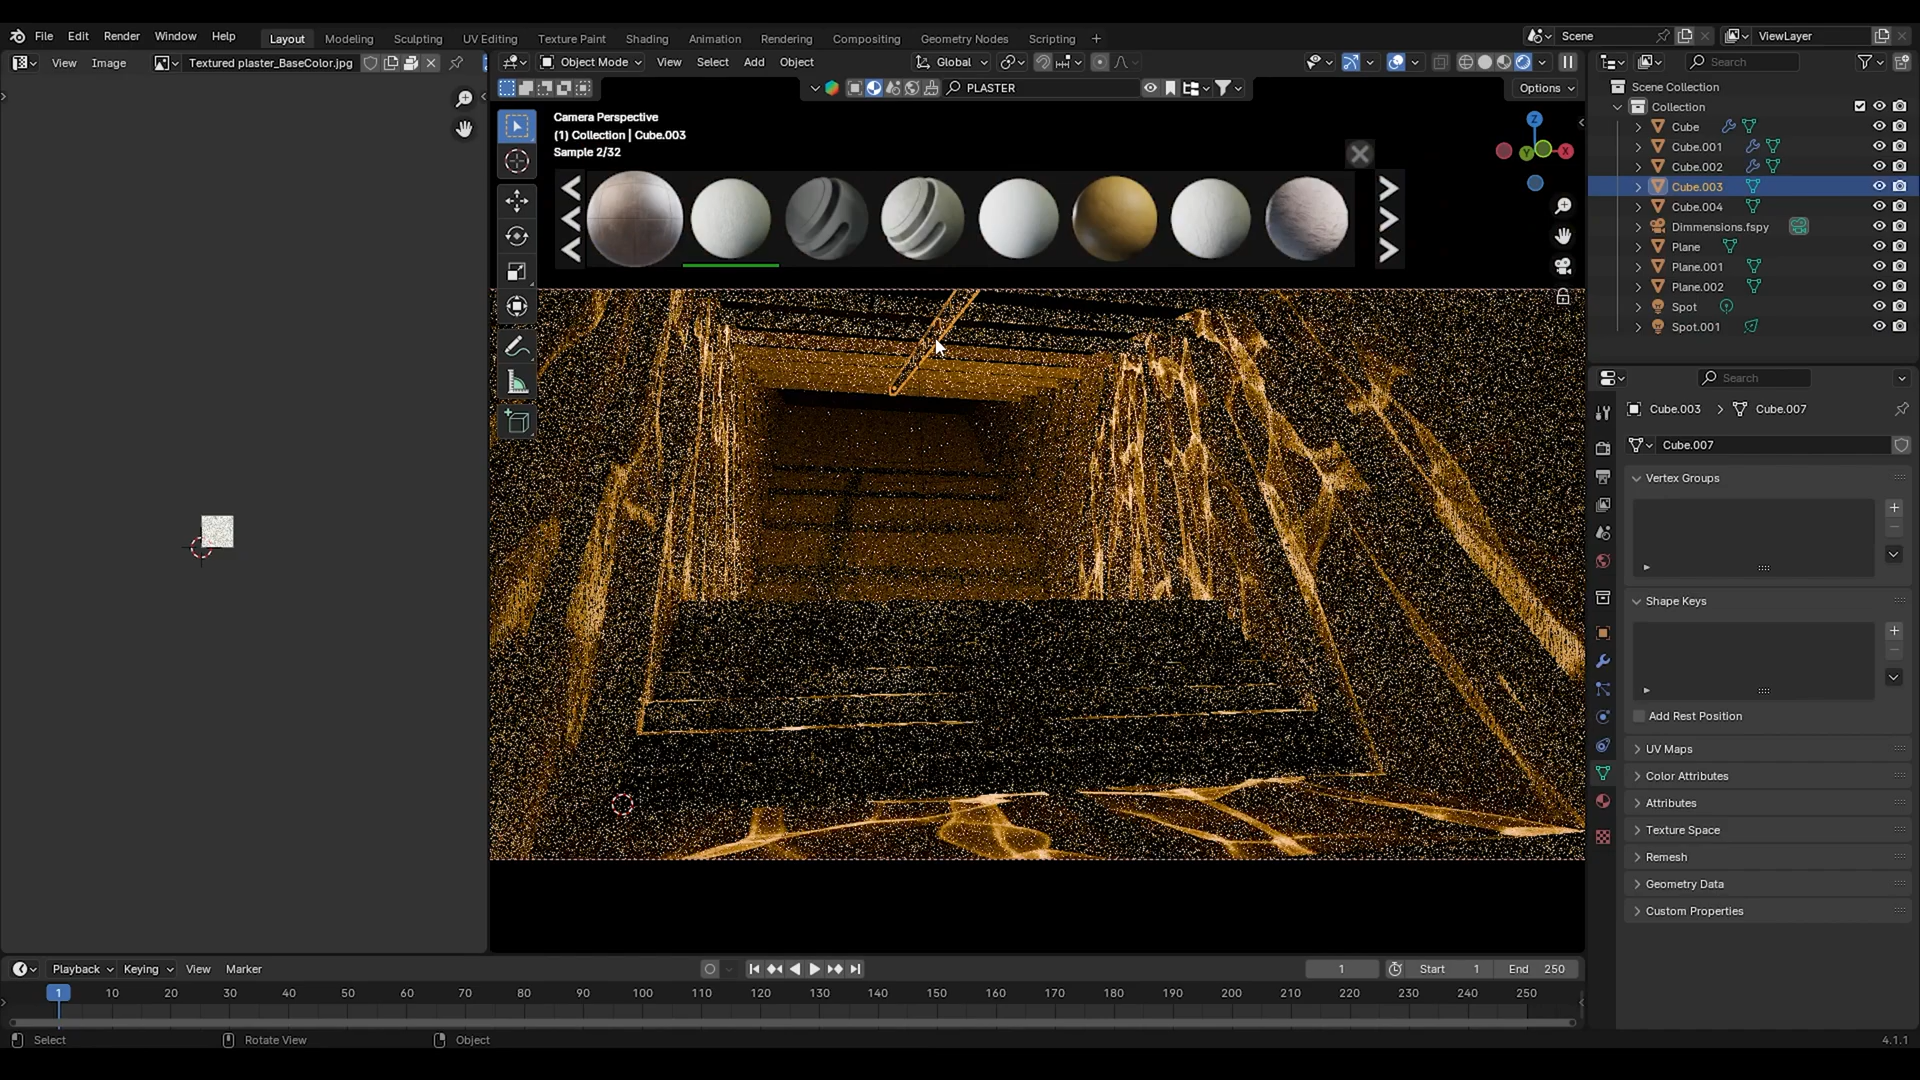 File Edit Render Window Help
Layout Modeling Sculpting UV Editing Texture Paint Shading Animation Rendering Compositing Geometry Nodes Scripting +
Scene
ViewLayer
View Image
Textured plaster_BaseColor.jpg
Object Mode
View Select Add Object
Global
Search
PLASTER
Options
Camera Perspective
(1) Collection | Cube.003
Sample 2/32
Z
Y
X
Scene Collection
Collection
Cube
Cube.001
Cube.002
Cube.003
Cube.004
Dimmensions.fspy
Plane
Plane.001
Plane.002
Spot
Spot.001
Search
Cube.003 > Cube.007
Cube.007
Vertex Groups
Shape Keys
Add Rest Position
UV Maps
Color Attributes
Attributes
Texture Space
Remesh
Geometry Data
Custom Properties
Playback Keying View Marker
1
Start 1 End 250
1 10 20 30 40 50 60 70 80 90 100 110 120 130 140 150 160 170 180 190 200 210 220 230 240 250
Select
Rotate View
Object
4.1.1